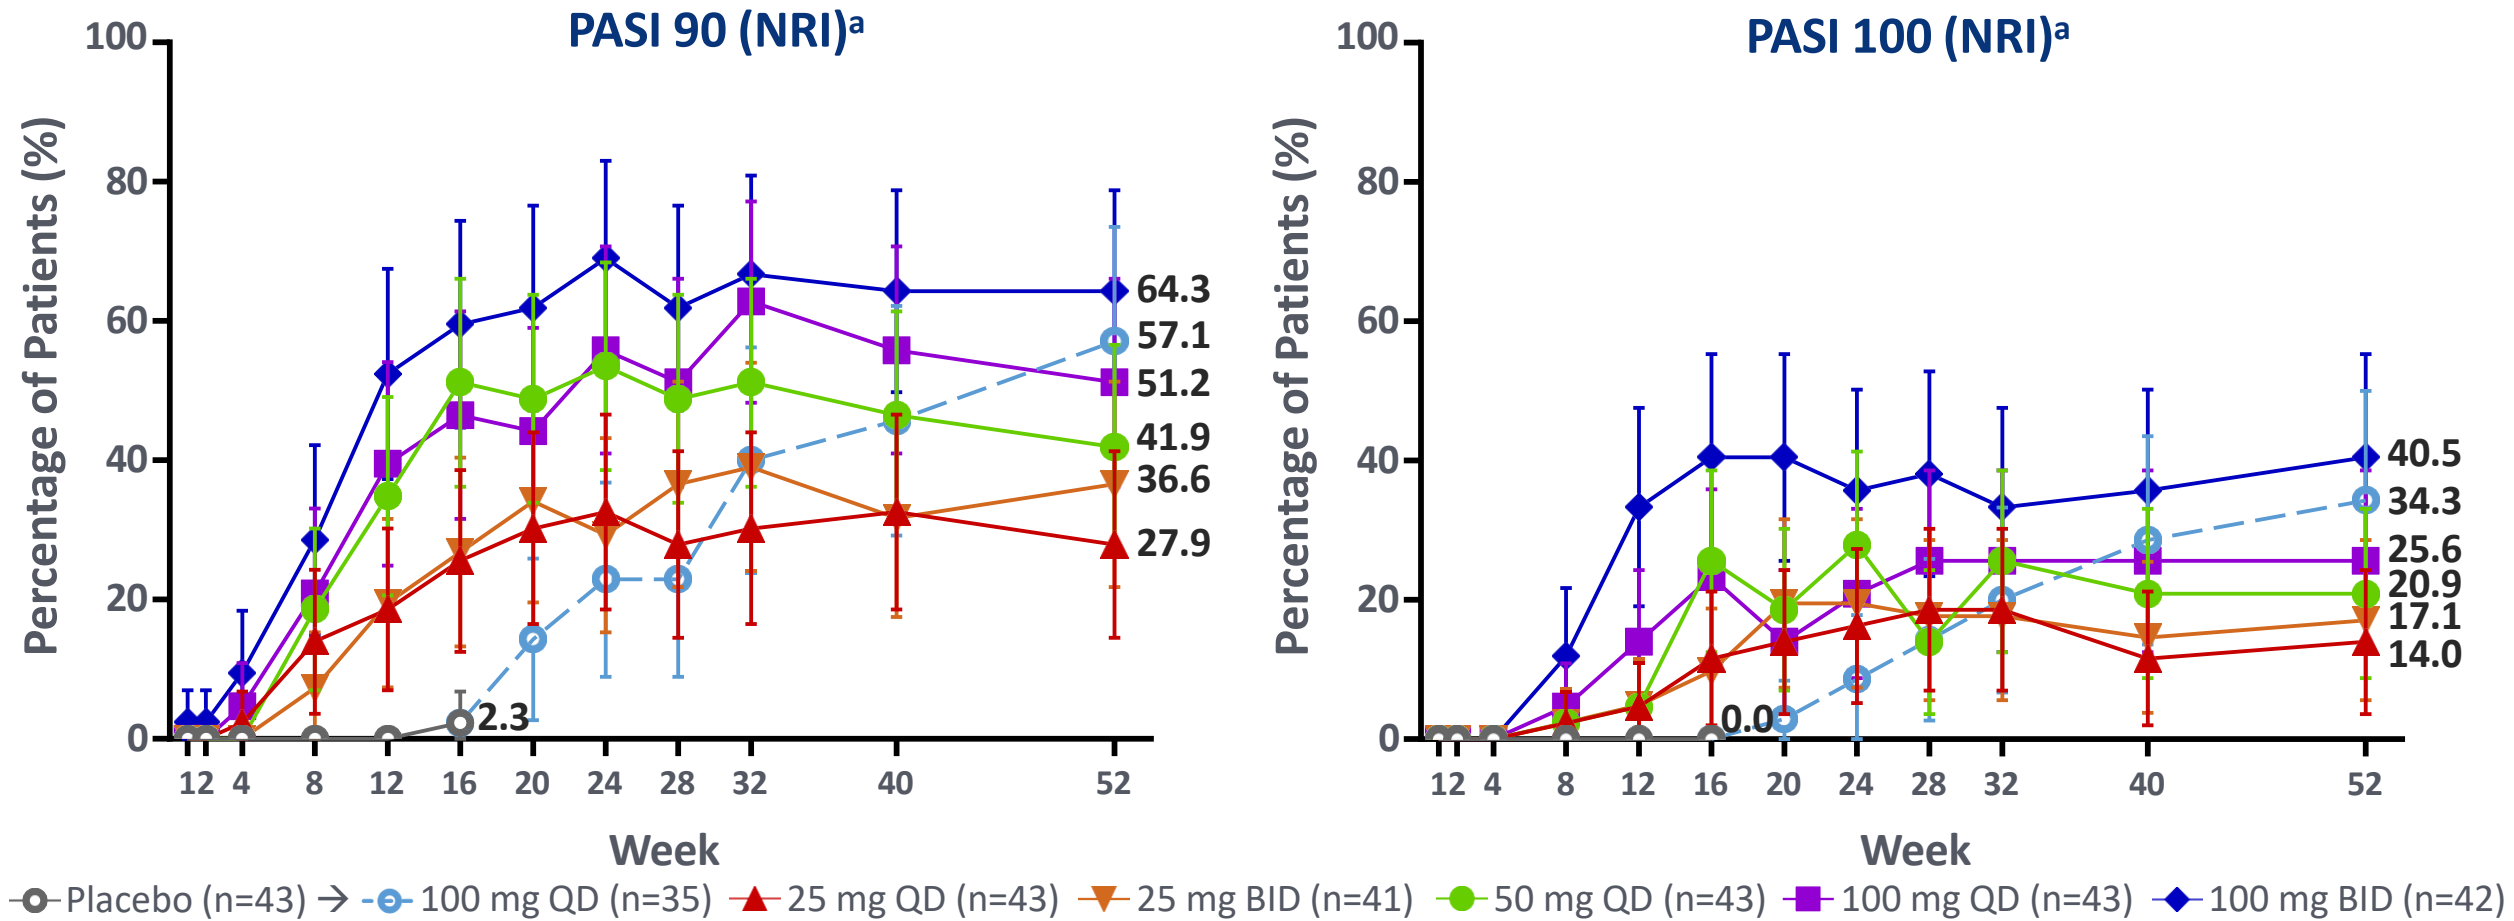 PASI 90 (NRI)a
Percentage of Patients (%)
100
80
60
40
20
0
64.3
57.1
51.2
41.9
36.6
27.9
2.3
1 2 4 8 12 16 20 24 28 32 40 52
Week
PASI 100 (NRI)a
Percentage of Patients (%)
100
80
60
40
20
0
40.5
34.3
25.6
20.9
17.1
14.0
0.0
1 2 4 8 12 16 20 24 28 32 40 52
Week
Placebo (n=43) → 100 mg QD (n=35) 25 mg QD (n=43) 25 mg BID (n=41) 50 mg QD (n=43) 100 mg QD (n=43) 100 mg BID (n=42)